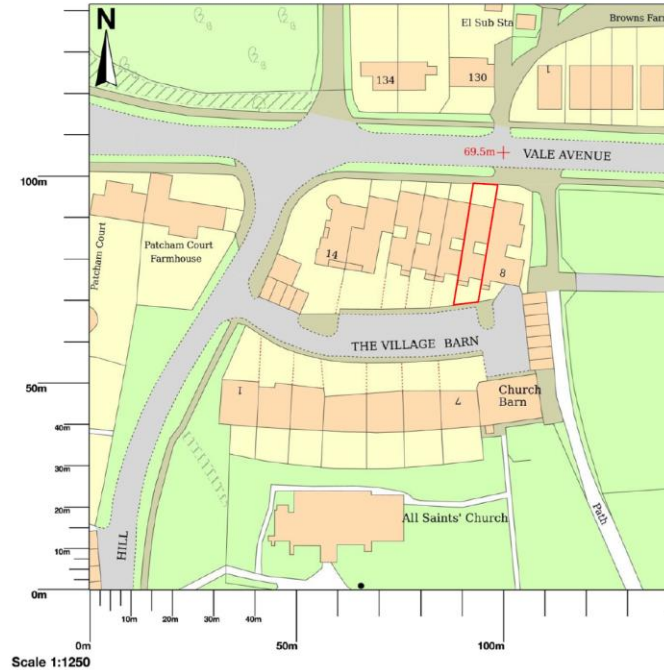 N
El Sub Sta
Browns Far
134
130
1
69.5m
VALE AVENUE
100m
Patcham Court
Patcham Court
Farmhouse
14
8
THE VILLAGE BARN
50m
1
7
Church
Barn
40m
30m
20m
All Saints' Church
Path
10m
HILL
0m
10m
20m
30m
40m
0m
50m
100m
Scale 1:1250